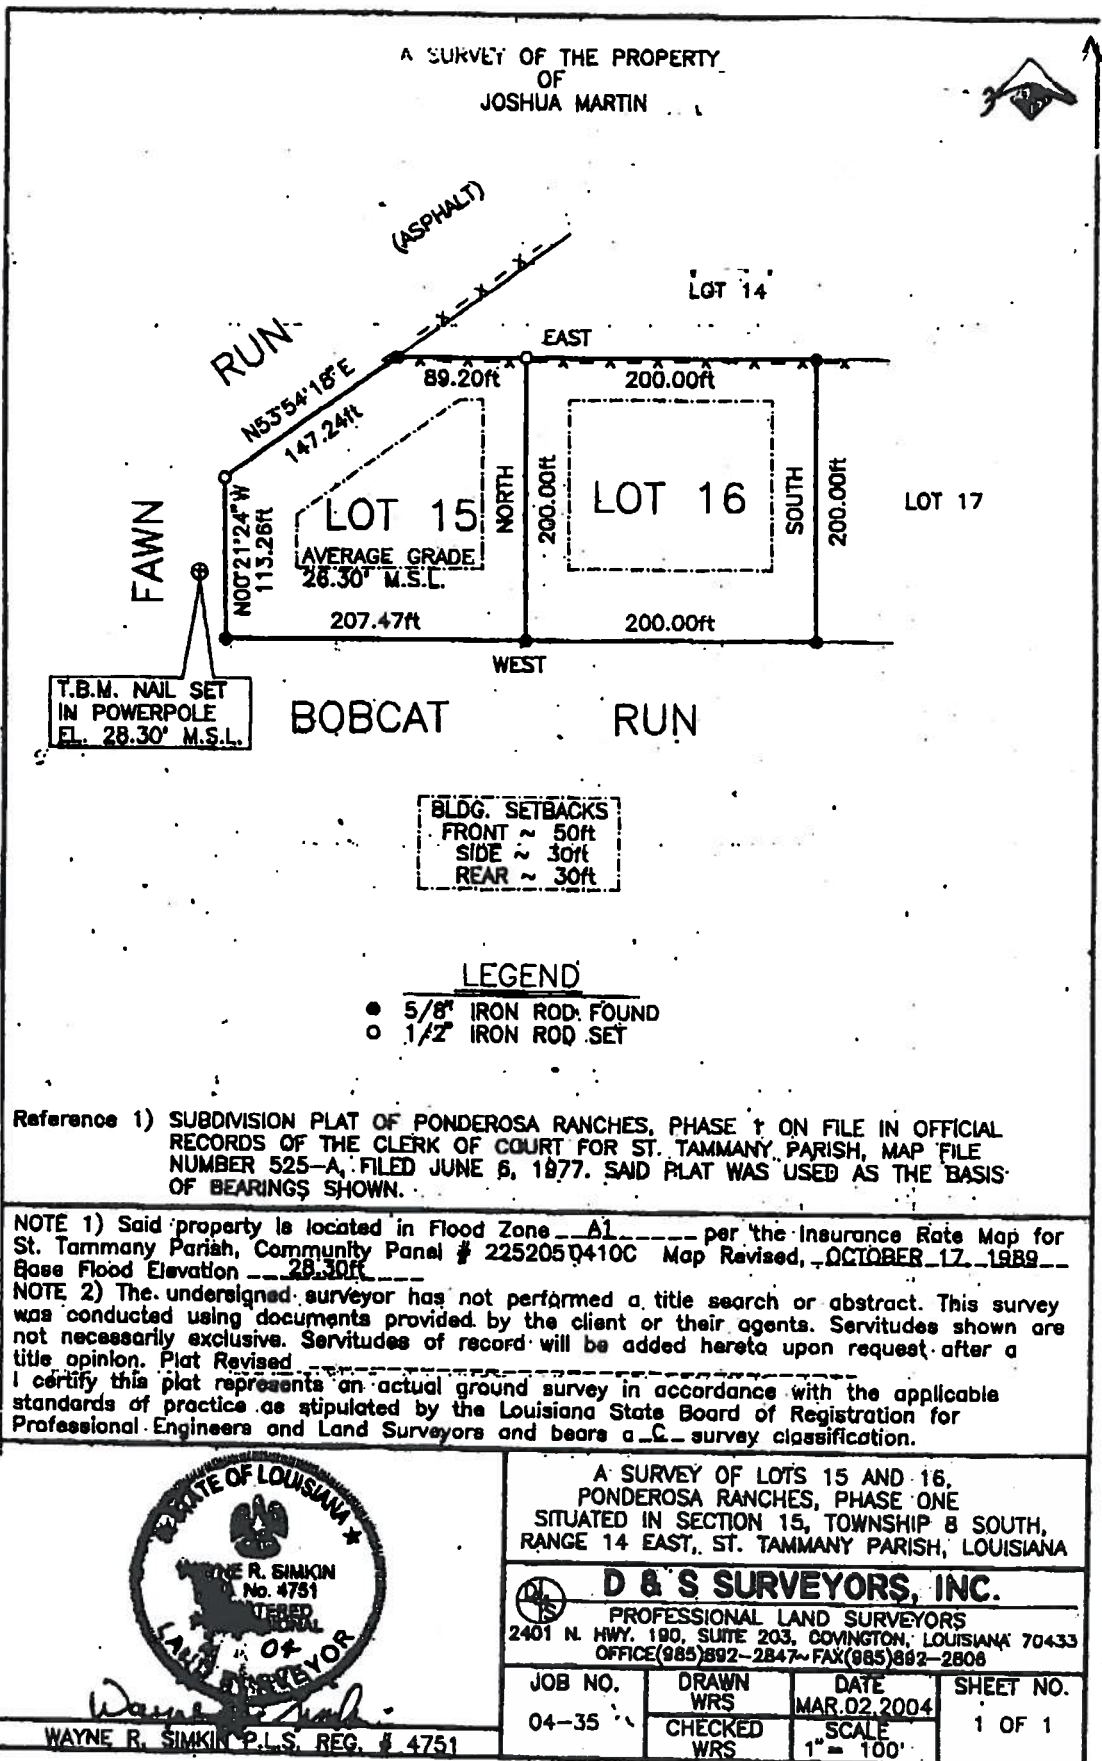 A SURVEY OF THE PROPERTY
OF
JOSHUA MARTIN
(ASPHALT)
LOT 14
RUN
EAST
89.20ft
200.00ft
N53°54'18"E
147.24ft
LOT 15
NORTH
200.00ft
LOT 16
SOUTH
200.00ft
LOT 17
FAWN
N00°21'24"W
113.26ft
AVERAGE GRADE
26.30' M.S.L.
207.47ft
200.00ft
WEST
T.B.M. NAIL SET
IN POWERPOLE
EL. 28.30' M.S.L.
BOBCAT RUN
BLDG. SETBACKS
FRONT ~ 50ft
SIDE ~ 30ft
REAR ~ 30ft
LEGEND
● 5/8" IRON ROD FOUND
○ 1/2" IRON ROD SET
Reference 1) SUBDIVISION PLAT OF PONDEROSA RANCHES, PHASE 1 ON FILE IN OFFICIAL
RECORDS OF THE CLERK OF COURT FOR ST. TAMMANY PARISH, MAP FILE
NUMBER 525-A, FILED JUNE 6, 1977. SAID PLAT WAS USED AS THE BASIS
OF BEARINGS SHOWN.
NOTE 1) Said property is located in Flood Zone A1 per the Insurance Rate Map for
St. Tammany Parish, Community Panel # 2252050410C Map Revised, OCTOBER 17 1989
Base Flood Elevation 28.30ft
NOTE 2) The undersigned surveyor has not performed a title search or abstract. This survey
was conducted using documents provided by the client or their agents. Servitudes shown are
not necessarily exclusive. Servitudes of record will be added hereto upon request after a
title opinion. Plat Revised
I certify this plat represents an actual ground survey in accordance with the applicable
standards of practice as stipulated by the Louisiana State Board of Registration for
Professional Engineers and Land Surveyors and bears a C survey classification.
STATE OF LOUISIANA
WAYNE R. SIMKIN
No. 4751
LAND SURVEYOR
WAYNE R. SIMKIN P.L.S. REG. # 4751
A SURVEY OF LOTS 15 AND 16,
PONDEROSA RANCHES, PHASE ONE
SITUATED IN SECTION 15, TOWNSHIP 8 SOUTH,
RANGE 14 EAST, ST. TAMMANY PARISH, LOUISIANA
D & S SURVEYORS, INC.
PROFESSIONAL LAND SURVEYORS
2401 N. HWY. 190, SUITE 203, COVINGTON, LOUISIANA 70433
OFFICE(985)892-2847~FAX(985)892-2806
JOB NO.
04-35
DRAWN
WRS
CHECKED
WRS
DATE
MAR.02,2004
SCALE
1" = 100'
SHEET NO.
1 OF 1